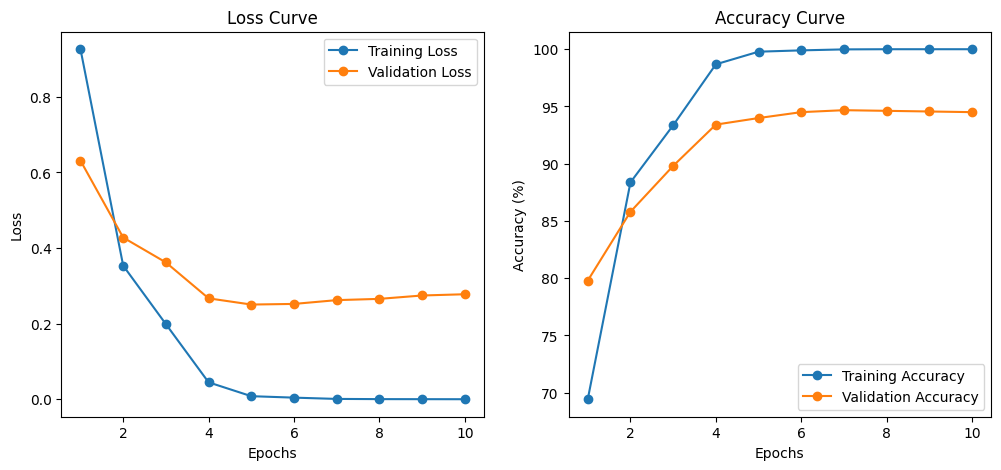 Loss Curve
Training Loss
Validation Loss
0.8
0.6
0.4
0.2
0.0
Loss
2 4 6 8 10
Epochs
Accuracy Curve
100
95
90
85
80
75
70
Accuracy (%)
Training Accuracy
Validation Accuracy
2 4 6 8 10
Epochs